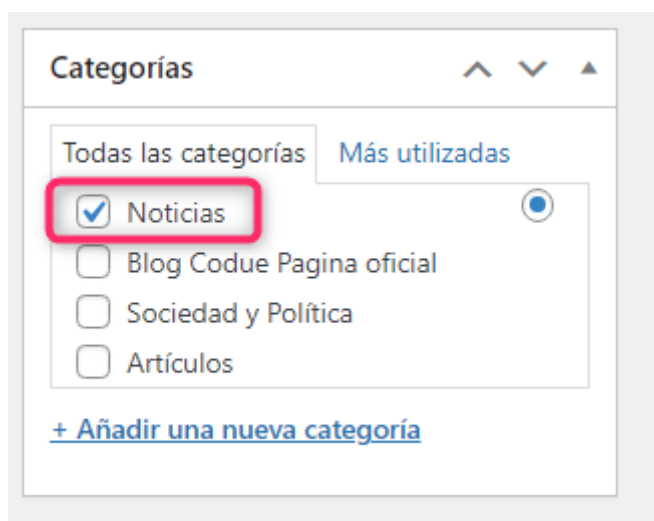 Categorías
Todas las categorías Más utilizadas
Noticias
Blog Codue Pagina oficial
Sociedad y Política
Artículos
+ Añadir una nueva categoría